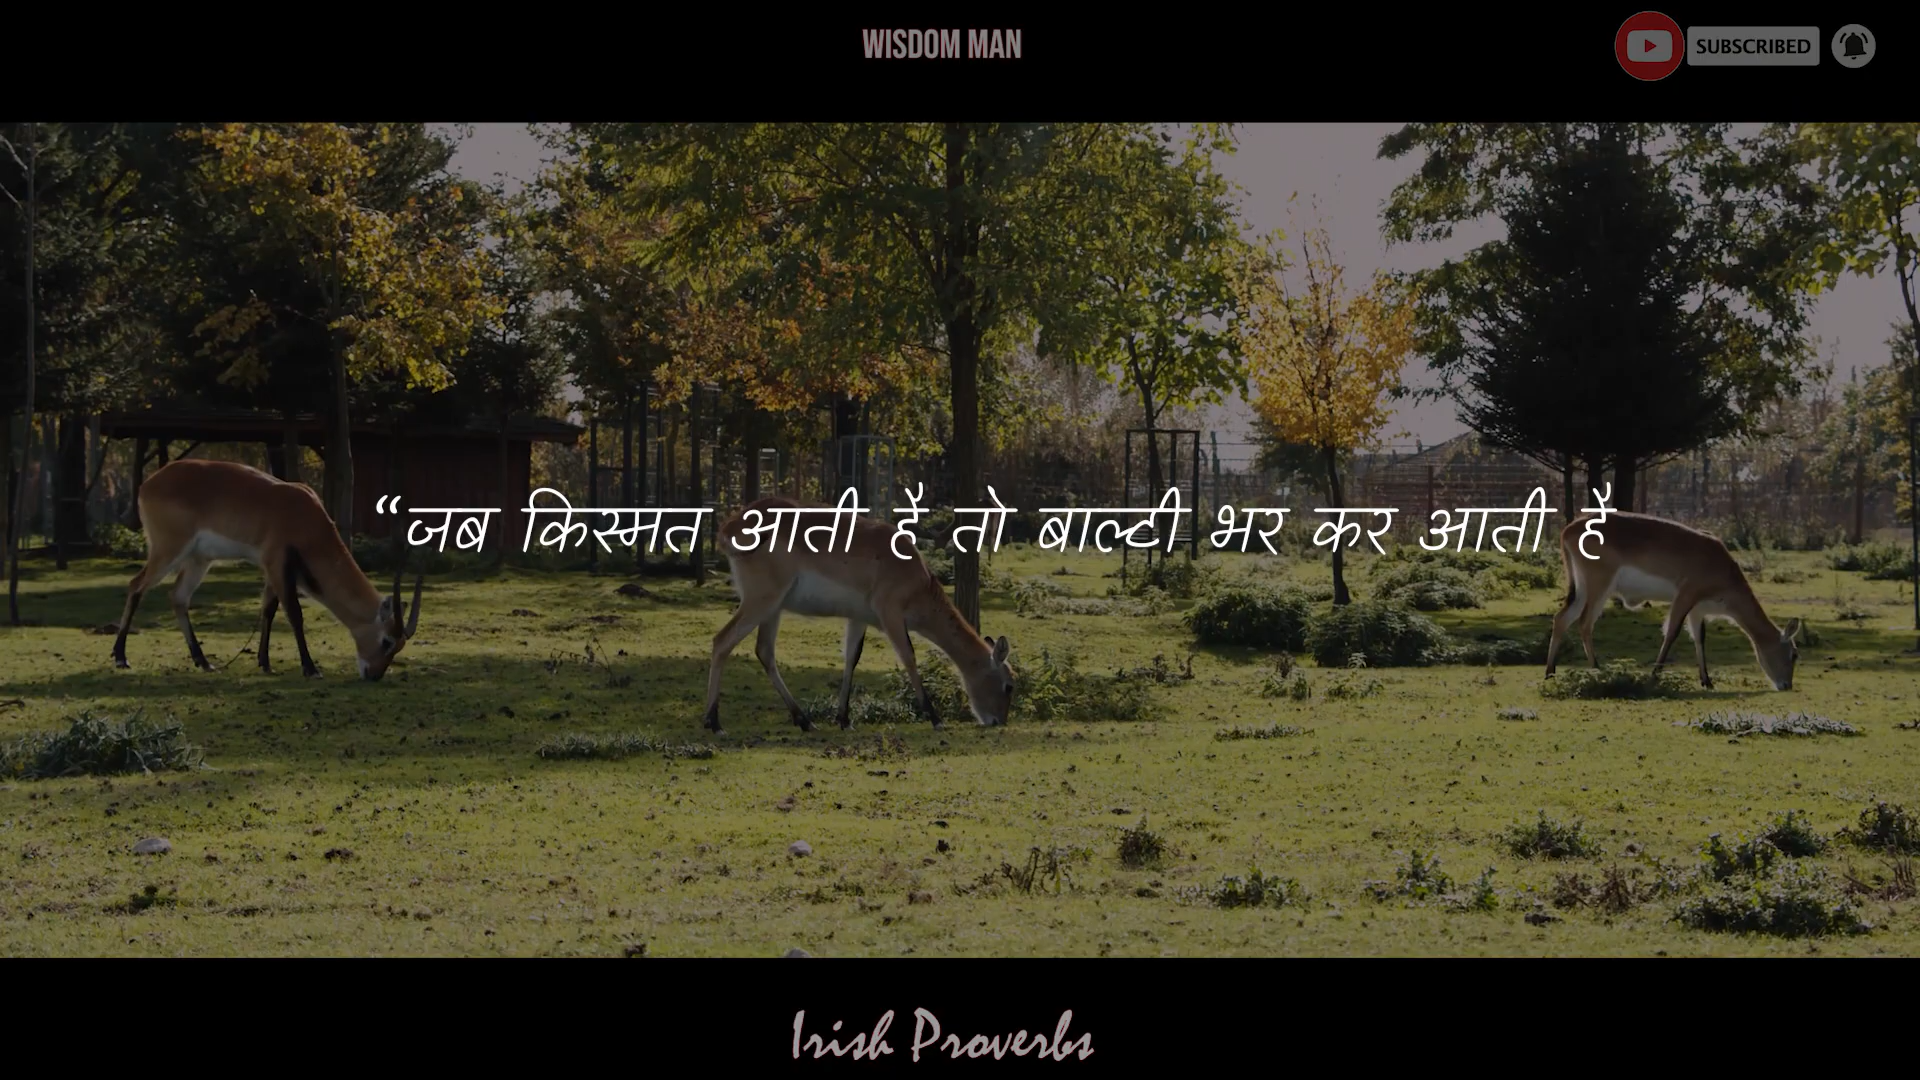 WISDOM MAN
SUBSCRIBED
“जब किस्मत आती है तो बाल्टी भर कर आती है
Irish Proverbs